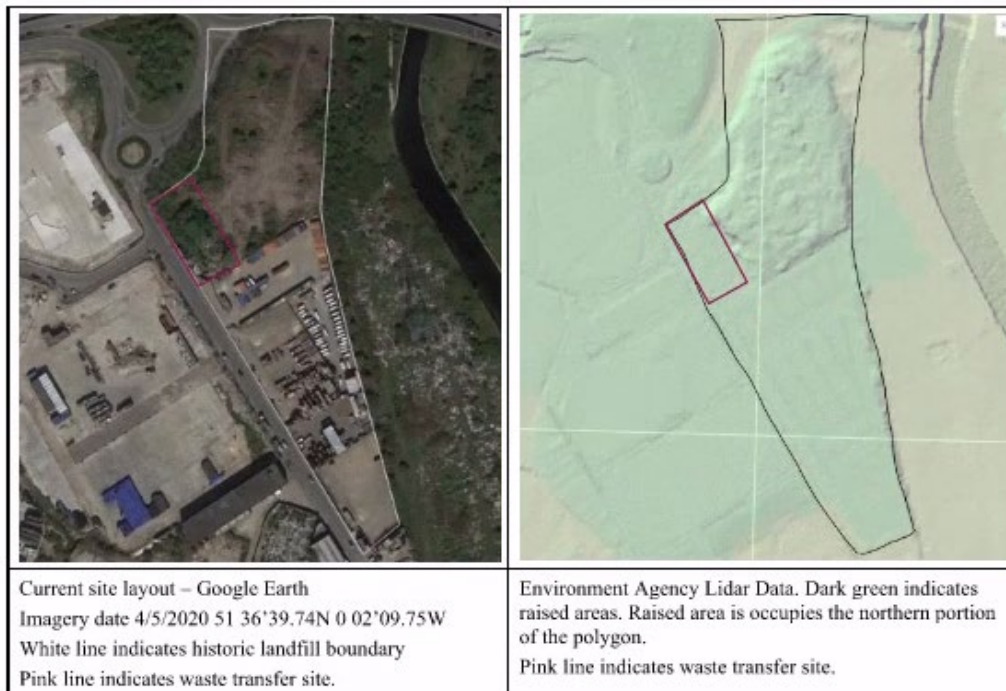 Current site layout – Google Earth
Imagery date 4/5/2020 51 36’39.74N 0 02’09.75W
White line indicates historic landfill boundary
Pink line indicates waste transfer site.
Environment Agency Lidar Data. Dark green indicates
raised areas. Raised area is occupies the northern portion
of the polygon.
Pink line indicates waste transfer site.